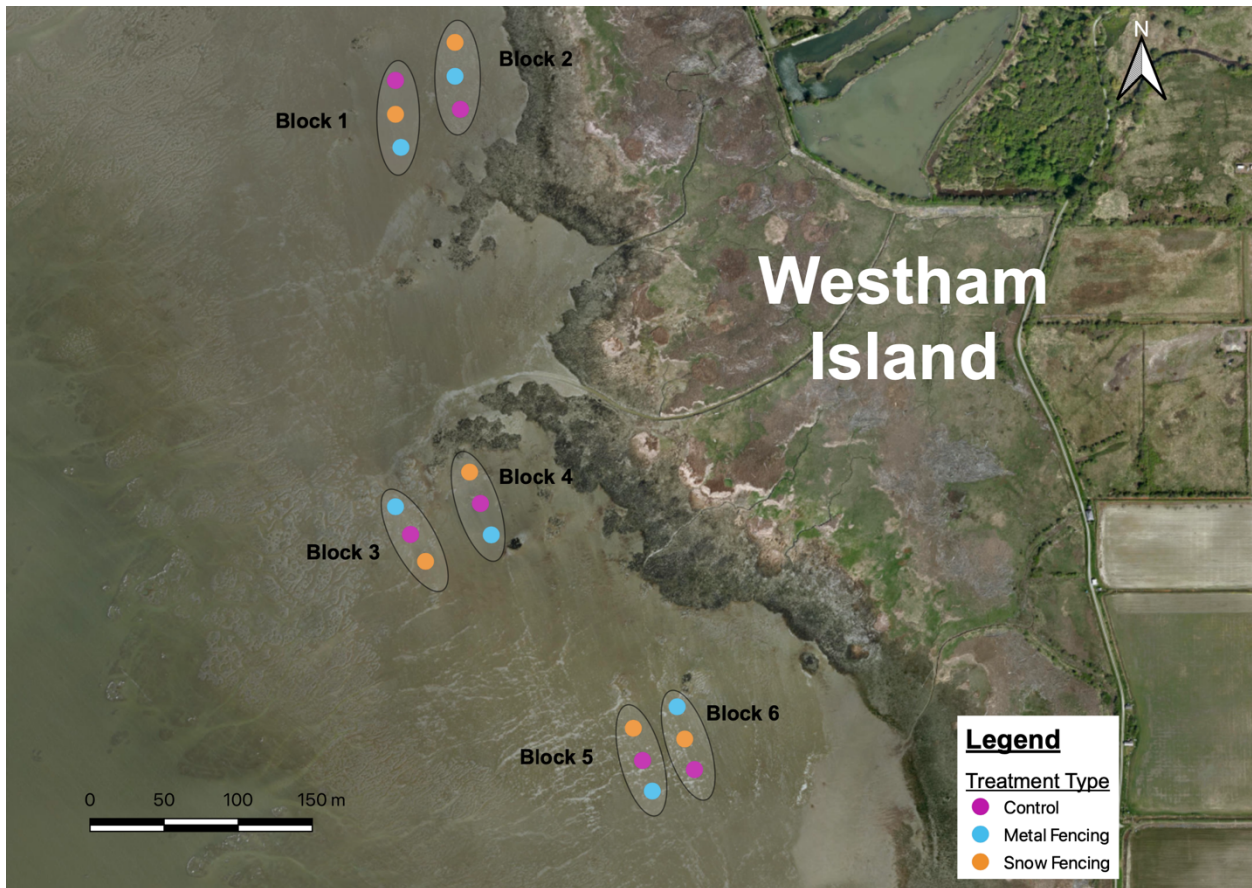 N
Block 2
Block 1
Westham
Island
Block 4
Block 3
Block 6
Block 5
0 50 100 150 m
Legend
Treatment Type
Control
Metal Fencing
Snow Fencing